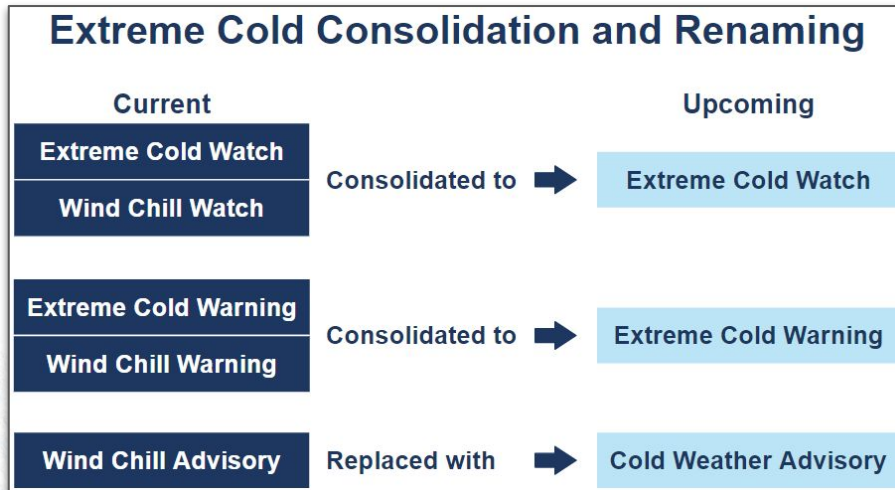 Extreme Cold Consolidation and Renaming
Current
Upcoming
Extreme Cold Watch
Wind Chill Watch
Consolidated to
Extreme Cold Watch
Extreme Cold Warning
Wind Chill Warning
Consolidated to
Extreme Cold Warning
Wind Chill Advisory
Replaced with
Cold Weather Advisory